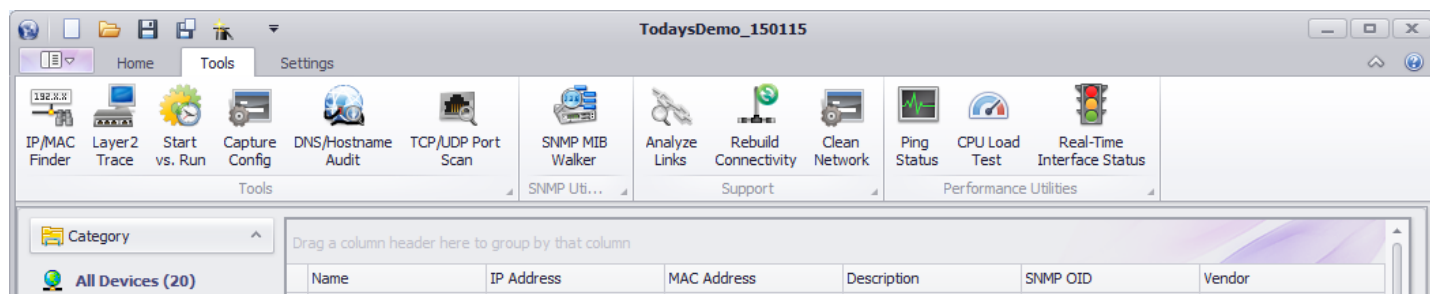 TodaysDemo_150115
Home Tools Settings
192.X.X
IP/MAC Finder
Layer2 Trace
Start vs. Run
Capture Config
DNS/Hostname Audit
TCP/UDP Port Scan
SNMP MIB Walker
Analyze Links
Rebuild Connectivity
Clean Network
Ping Status
CPU Load Test
Real-Time Interface Status
Tools SNMP Uti... Support Performance Utilities
Category
Drag a column header here to group by that column
All Devices (20)
Name IP Address MAC Address Description SNMP OID Vendor